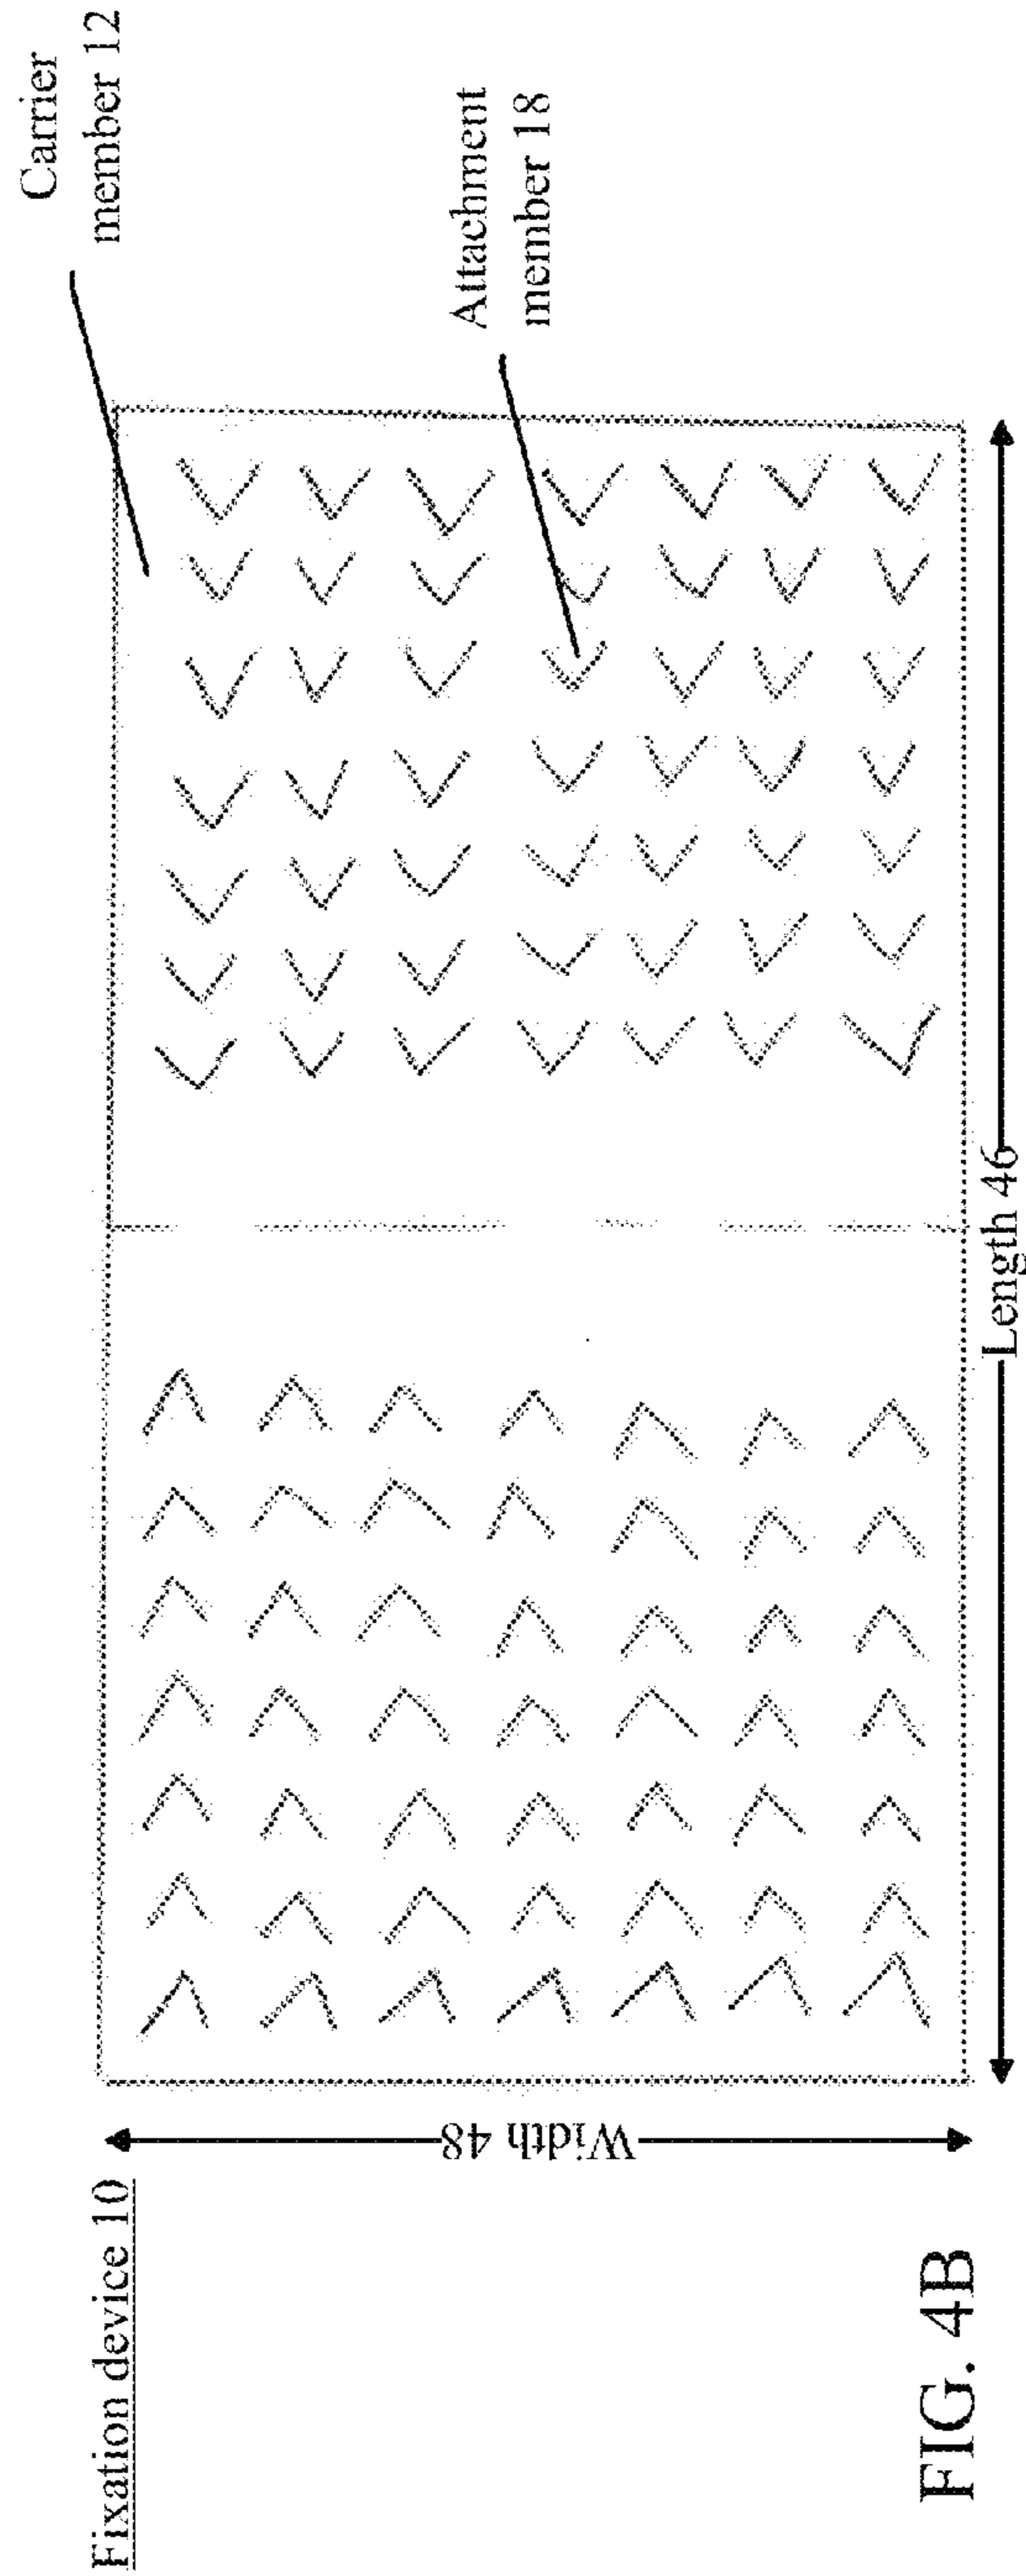 Fixation device 10
Carrier
member 12
Attachment
member 18
Width 48
Length 46
FIG. 4B